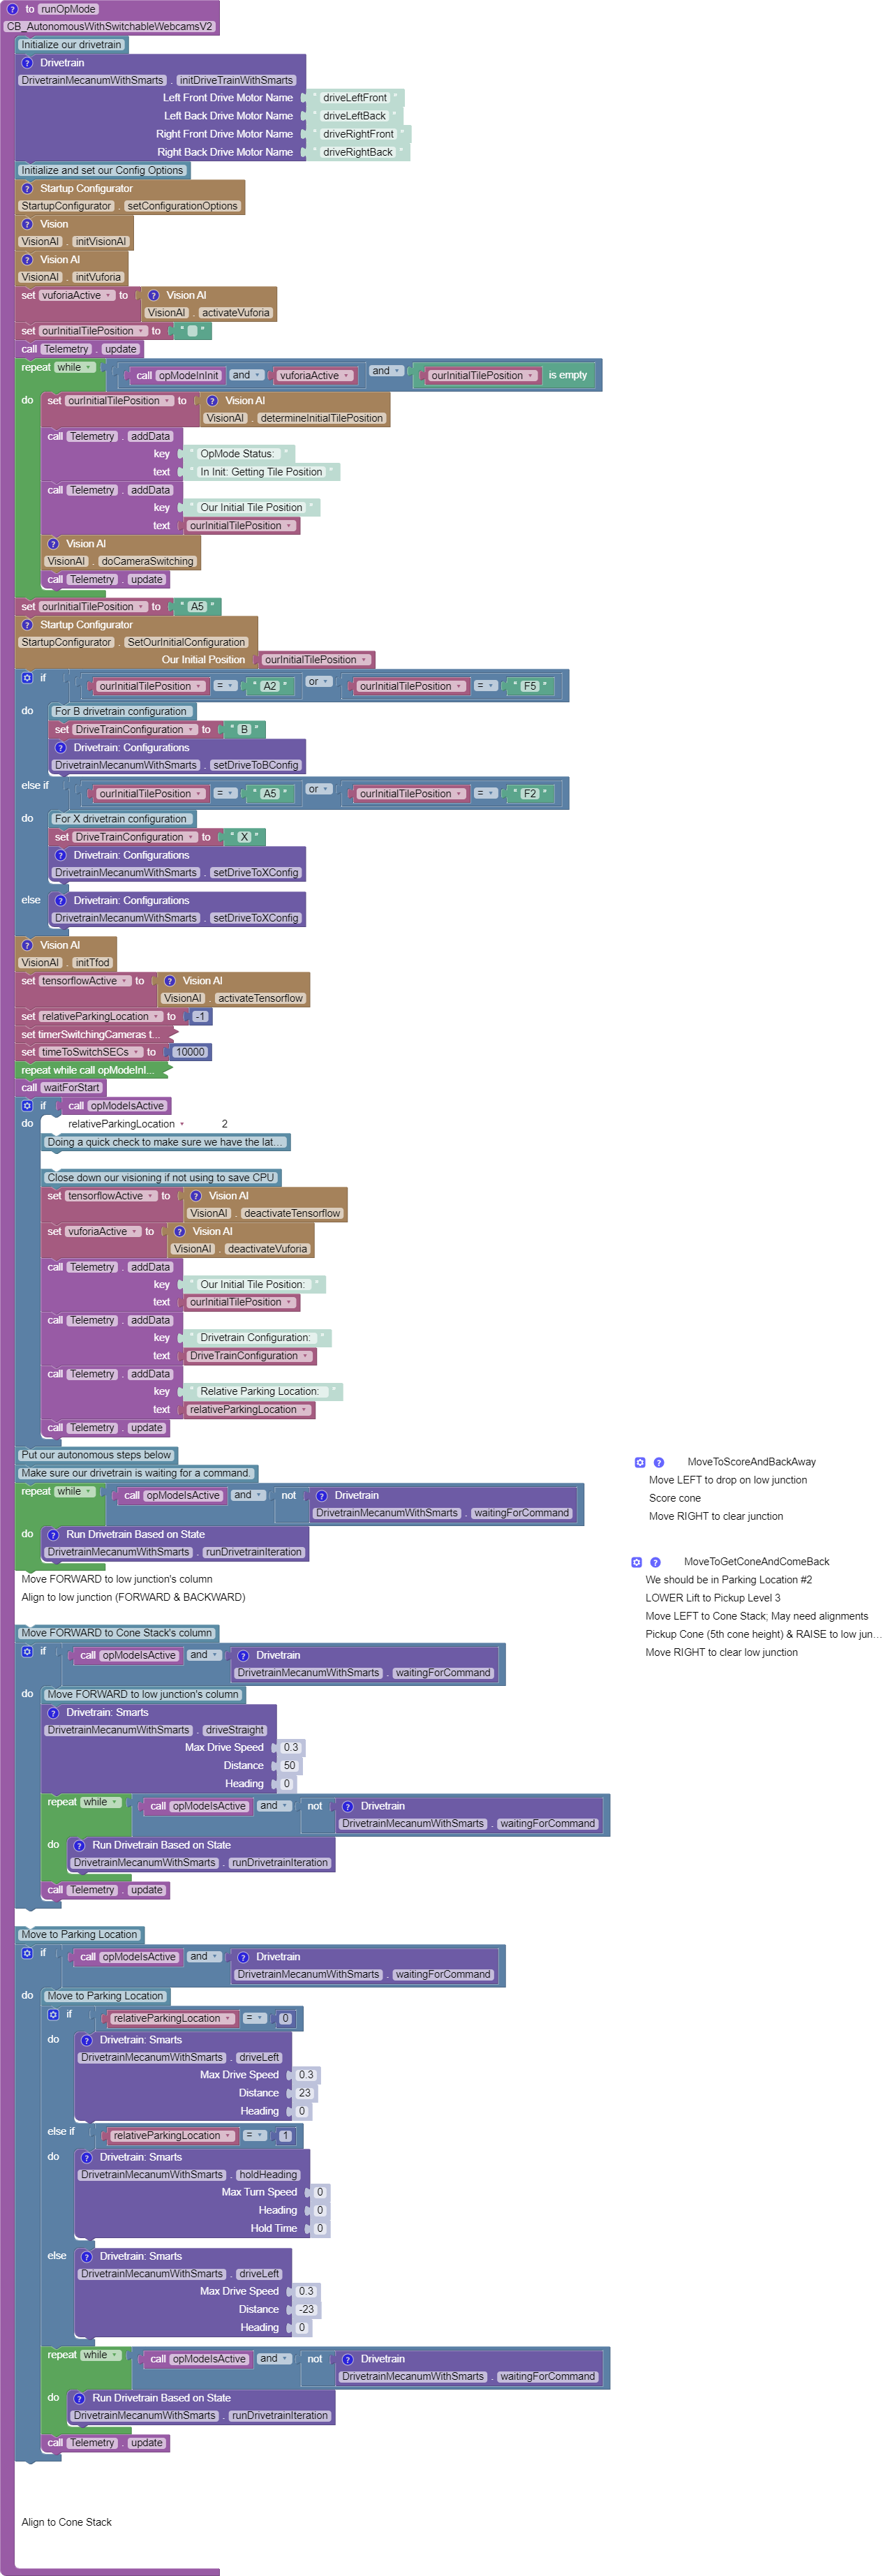 to runOpMode
CB_AutonomousWithSwitchableWebcamsV2
Initialize our drivetrain
Drivetrain
DrivetrainMecanumWithSmarts . initDriveTrainWithSmarts
Left Front Drive Motor Name " driveLeftFront "
Left Back Drive Motor Name " driveLeftBack "
Right Front Drive Motor Name " driveRightFront "
Right Back Drive Motor Name " driveRightBack "
Initialize and set our Config Options
Startup Configurator
StartupConfigurator . setConfigurationOptions
Vision
VisionAI . initVisionAI
Vision AI
VisionAI . initVuforia
set vuforiaActive to Vision AI
VisionAI . activateVuforia
set ourInitialTilePosition to " "
call Telemetry . update
repeat while call opModeInInit and vuforiaActive and ourInitialTilePosition is empty
do set ourInitialTilePosition to Vision AI
VisionAI . determineInitialTilePosition
call Telemetry . addData
key " OpMode Status: "
text " In Init: Getting Tile Position "
call Telemetry . addData
key " Our Initial Tile Position "
text ourInitialTilePosition
Vision AI
VisionAI . doCameraSwitching
call Telemetry . update
set ourInitialTilePosition to " A5 "
Startup Configurator
StartupConfigurator . SetOurInitialConfiguration
Our Initial Position ourInitialTilePosition
if ourInitialTilePosition = " A2 " or ourInitialTilePosition = " F5 "
do For B drivetrain configuration
set DriveTrainConfiguration to " B "
Drivetrain: Configurations
DrivetrainMecanumWithSmarts . setDriveToBConfig
else if ourInitialTilePosition = " A5 " or ourInitialTilePosition = " F2 "
do For X drivetrain configuration
set DriveTrainConfiguration to " X "
Drivetrain: Configurations
DrivetrainMecanumWithSmarts . setDriveToXConfig
else Drivetrain: Configurations
DrivetrainMecanumWithSmarts . setDriveToXConfig
Vision AI
VisionAI . initTfod
set tensorflowActive to Vision AI
VisionAI . activateTensorflow
set relativeParkingLocation to -1
set timerSwitchingCameras t...
set timeToSwitchSECs to 10000
repeat while call opModeInI...
call waitForStart
if call opModeIsActive
do relativeParkingLocation 2
Doing a quick check to make sure we have the lat...
Close down our visioning if not using to save CPU
set tensorflowActive to Vision AI
VisionAI . deactivateTensorflow
set vuforiaActive to Vision AI
VisionAI . deactivateVuforia
call Telemetry . addData
key " Our Initial Tile Position: "
text ourInitialTilePosition
call Telemetry . addData
key " Drivetrain Configuration: "
text DriveTrainConfiguration
call Telemetry . addData
key " Relative Parking Location: "
text relativeParkingLocation
call Telemetry . update
Put our autonomous steps below
Make sure our drivetrain is waiting for a command.
repeat while call opModeIsActive and not Drivetrain
DrivetrainMecanumWithSmarts . waitingForCommand
do Run Drivetrain Based on State
DrivetrainMecanumWithSmarts . runDrivetrainIteration
Move FORWARD to low junction's column
Align to low junction (FORWARD & BACKWARD)
MoveToScoreAndBackAway
Move LEFT to drop on low junction
Score cone
Move RIGHT to clear junction
MoveToGetConeAndComeBack
We should be in Parking Location #2
LOWER Lift to Pickup Level 3
Move LEFT to Cone Stack; May need alignments
Pickup Cone (5th cone height) & RAISE to low jun...
Move RIGHT to clear low junction
Move FORWARD to Cone Stack's column
if call opModeIsActive and Drivetrain
DrivetrainMecanumWithSmarts . waitingForCommand
do Move FORWARD to low junction's column
Drivetrain: Smarts
DrivetrainMecanumWithSmarts . driveStraight
Max Drive Speed 0.3
Distance 50
Heading 0
repeat while call opModeIsActive and not Drivetrain
DrivetrainMecanumWithSmarts . waitingForCommand
do Run Drivetrain Based on State
DrivetrainMecanumWithSmarts . runDrivetrainIteration
call Telemetry . update
Move to Parking Location
if call opModeIsActive and Drivetrain
DrivetrainMecanumWithSmarts . waitingForCommand
do Move to Parking Location
if relativeParkingLocation = 0
do Drivetrain: Smarts
DrivetrainMecanumWithSmarts . driveLeft
Max Drive Speed 0.3
Distance 23
Heading 0
else if relativeParkingLocation = 1
do Drivetrain: Smarts
DrivetrainMecanumWithSmarts . holdHeading
Max Turn Speed 0
Heading 0
Hold Time 0
else Drivetrain: Smarts
DrivetrainMecanumWithSmarts . driveLeft
Max Drive Speed 0.3
Distance -23
Heading 0
repeat while call opModeIsActive and not Drivetrain
DrivetrainMecanumWithSmarts . waitingForCommand
do Run Drivetrain Based on State
DrivetrainMecanumWithSmarts . runDrivetrainIteration
call Telemetry . update
Align to Cone Stack